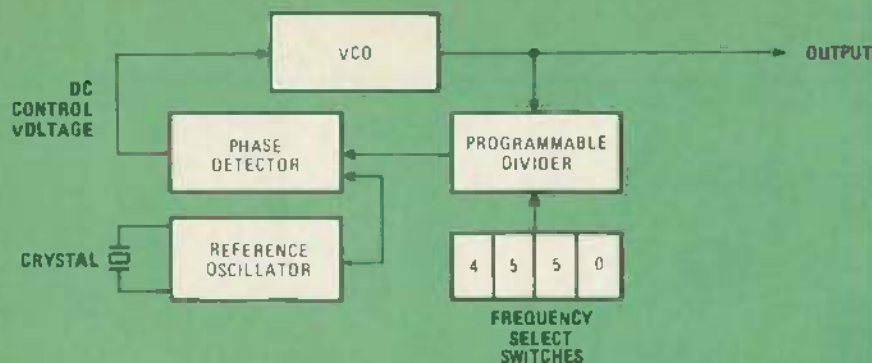 VCO
OUTPUT
DC
CONTROL
VOLTAGE
PHASE
DETECTOR
PROGRAMMABLE
DIVIDER
CRYSTAL
REFERENCE
OSCILLATOR
4 5 5 0
FREQUENCY
SELECT
SWITCHES